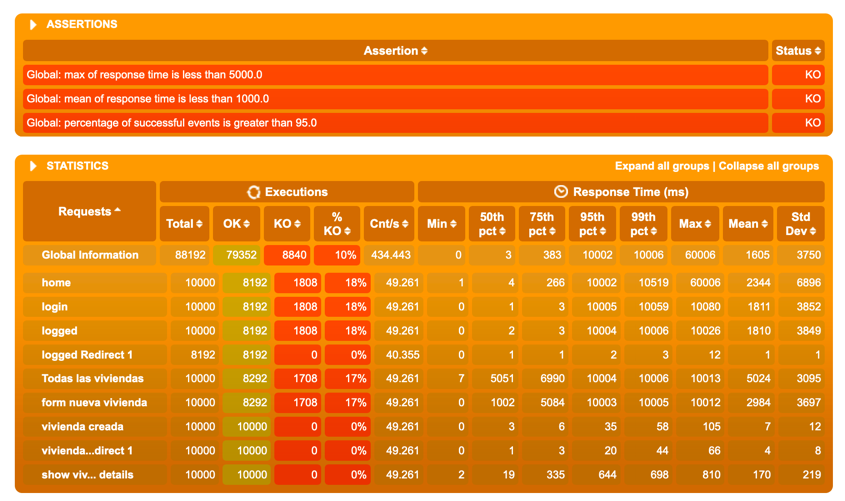 ASSERTIONS
Assertion Status
Global: max of response time is less than 5000.0 KO
Global: mean of response time is less than 1000.0 KO
Global: percentage of successful events is greater than 95.0 KO
STATISTICS Expand all groups | Collapse all groups
Requests Executions Response Time (ms)
Total OK KO % KO Cnt/s Min 50th pct 75th pct 95th pct 99th pct Max Mean Std Dev
Global Information 88192 79352 8840 10% 434.443 0 3 383 10002 10006 60006 1605 3750
home 10000 8192 1808 18% 49.261 1 4 266 10002 10519 60006 2344 6896
login 10000 8192 1808 18% 49.261 0 1 3 10005 10059 10080 1811 3852
logged 10000 8192 1808 18% 49.261 0 2 3 10004 10006 10026 1810 3849
logged Redirect 1 8192 8192 0 0% 40.355 0 1 1 2 3 12 1 1
Todas las viviendas 10000 8292 1708 17% 49.261 7 5051 6990 10004 10006 10013 5024 3095
form nueva vivienda 10000 8292 1708 17% 49.261 0 1002 5084 10003 10005 10012 2984 3697
vivienda creada 10000 10000 0 0% 49.261 0 3 6 35 58 105 7 12
vivienda...direct 1 10000 10000 0 0% 49.261 0 1 3 20 44 66 4 8
show viv... details 10000 10000 0 0% 49.261 2 19 335 644 698 810 170 219